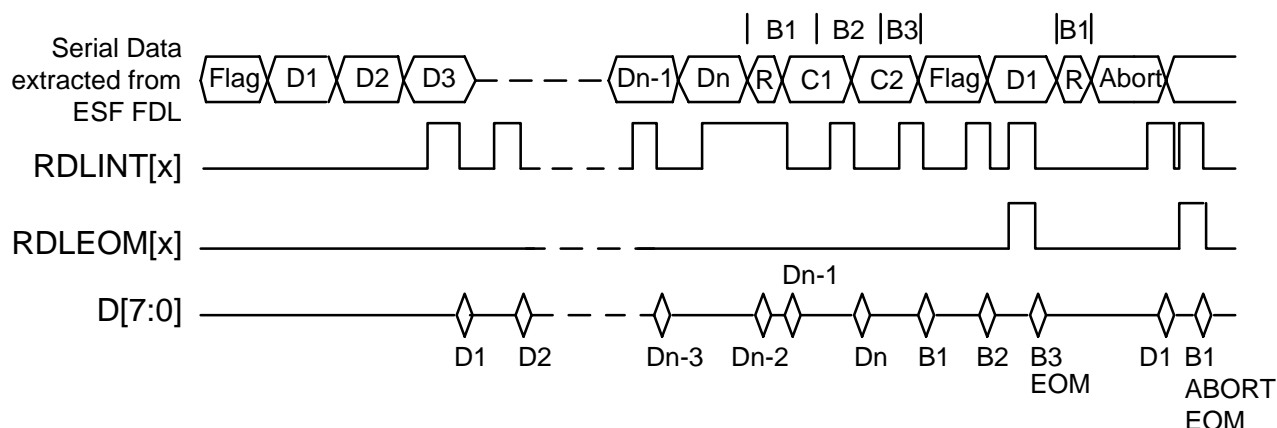 B1 B2 B3 B1
Serial Data
extracted from
ESF FDL
Flag D1 D2 D3 Dn-1 Dn R C1 C2 Flag D1 R Abort
RDLINT[x]
RDLEOM[x]
Dn-1
D[7:0]
D1 D2 Dn-3 Dn-2 Dn B1 B2 B3 D1 B1
EOM
ABORT
EOM